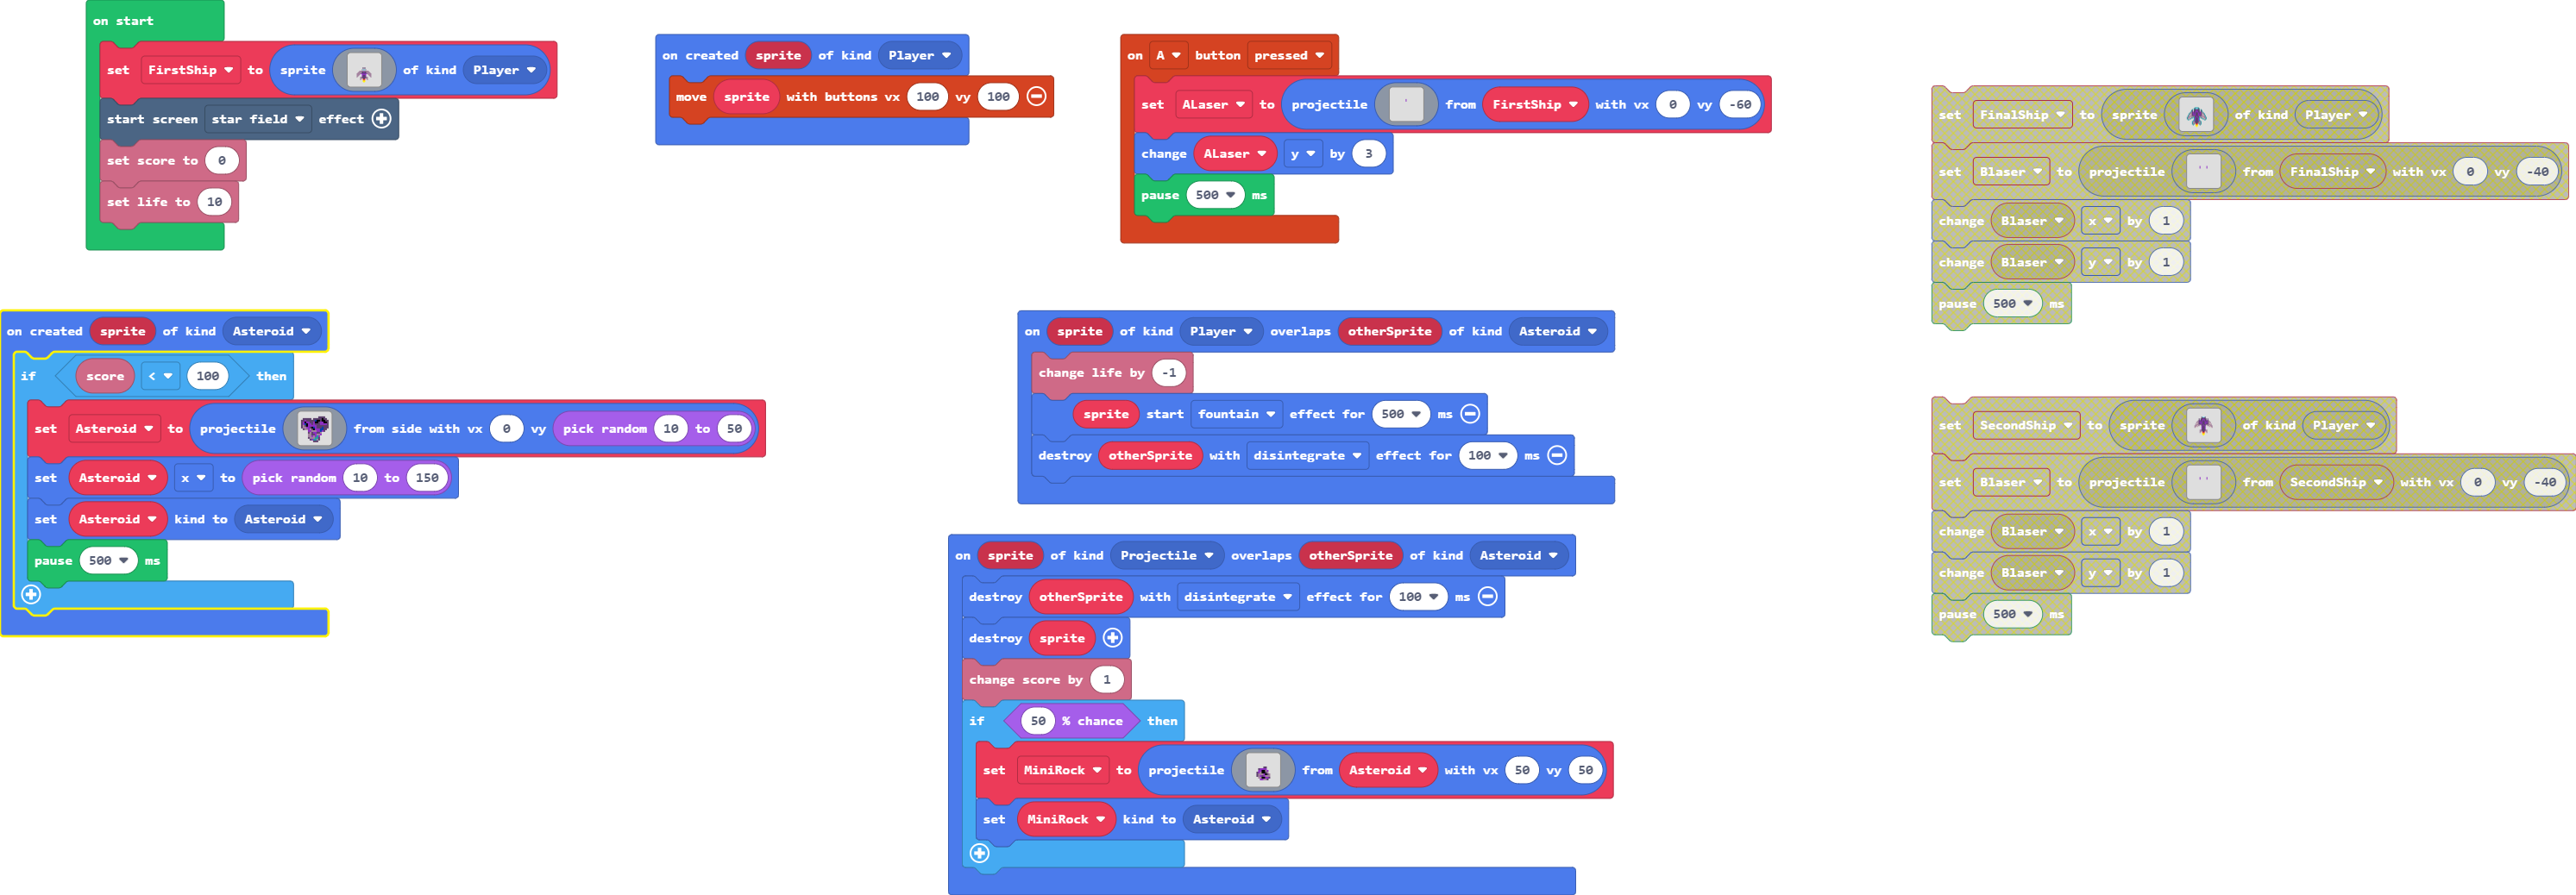 on start
set FirstShip to sprite of kind Player
start screen star field effect
set score to 0
set life to 10
on created sprite of kind Player
move sprite with buttons vx 100 vy 100
on A button pressed
set ALaser to projectile from FirstShip with vx 0 vy -60
change ALaser y by 3
pause 500 ms
set FinalShip to sprite of kind Player
set Blaser to projectile from FinalShip with vx 0 vy -40
change Blaser x by 1
change Blaser y by 1
pause 500 ms
on created sprite of kind Asteroid
if score < 100 then
set Asteroid to projectile from side with vx 0 vy pick random 10 to 50
set Asteroid x to pick random 10 to 150
set Asteroid kind to Asteroid
pause 500 ms
on sprite of kind Player overlaps otherSprite of kind Asteroid
change life by -1
sprite start fountain effect for 500 ms
destroy otherSprite with disintegrate effect for 100 ms
set SecondShip to sprite of kind Player
set Blaser to projectile from SecondShip with vx 0 vy -40
change Blaser x by 1
change Blaser y by 1
pause 500 ms
on sprite of kind Projectile overlaps otherSprite of kind Asteroid
destroy otherSprite with disintegrate effect for 100 ms
destroy sprite
change score by 1
if 50 % chance then
set MiniRock to projectile from Asteroid with vx 50 vy 50
set MiniRock kind to Asteroid